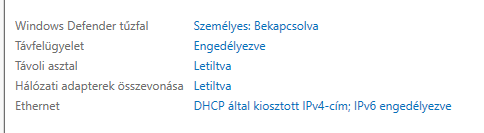 Windows Defender tűzfal Személyes: Bekapcsolva
Távfelügyelet Engedélyezve
Távoli asztal Letiltva
Hálózati adapterek összevonása Letiltva
Ethernet DHCP által kiosztott IPv4-cím; IPv6 engedélyezve